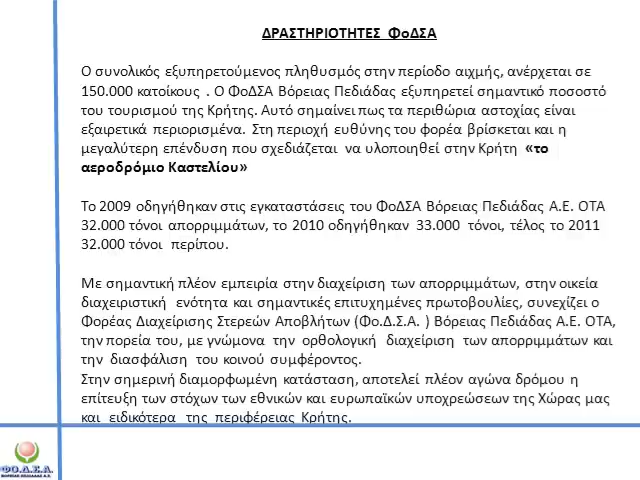 ΔΡΑΣΤΗΡΙΟΤΗΤΕΣ ΦοΔΣΑ
Ο συνολικός εξυπηρετούμενος πληθυσμός στην περίοδο αιχμής, ανέρχεται σε
150.000 κατοίκους . Ο ΦοΔΣΑ Βόρειας Πεδιάδας εξυπηρετεί σημαντικό ποσοστό
του τουρισμού της Κρήτης. Αυτό σημαίνει πως τα περιθώρια αστοχίας είναι
εξαιρετικά περιορισμένα. Στη περιοχή ευθύνης του φορέα βρίσκεται και η
μεγαλύτερη επένδυση που σχεδιάζεται να υλοποιηθεί στην Κρήτη «το
αεροδρόμιο Καστελίου»
Το 2009 οδηγήθηκαν στις εγκαταστάσεις του ΦοΔΣΑ Βόρειας Πεδιάδας Α.Ε. ΟΤΑ
32.000 τόνοι απορριμμάτων, το 2010 οδηγήθηκαν 33.000 τόνοι, τέλος το 2011
32.000 τόνοι περίπου.
Με σημαντική πλέον εμπειρία στην διαχείριση των απορριμμάτων, στην οικεία
διαχειριστική ενότητα και σημαντικές επιτυχημένες πρωτοβουλίες, συνεχίζει ο
Φορέας Διαχείρισης Στερεών Αποβλήτων (Φο.Δ.Σ.Α. ) Βόρειας Πεδιάδας Α.Ε. ΟΤΑ,
την πορεία του, με γνώμονα την ορθολογική διαχείριση των απορριμμάτων και
την διασφάλιση του κοινού συμφέροντος.
Στην σημερινή διαμορφωμένη κατάσταση, αποτελεί πλέον αγώνα δρόμου η
επίτευξη των στόχων των εθνικών και ευρωπαϊκών υποχρεώσεων της Χώρας μας
και ειδικότερα της περιφέρειας Κρήτης.
ΦΟ.Δ.Σ.Α.
ΒΟΡΕΙΑΣ ΠΕΔΙΑΔΑΣ Α.Ε.